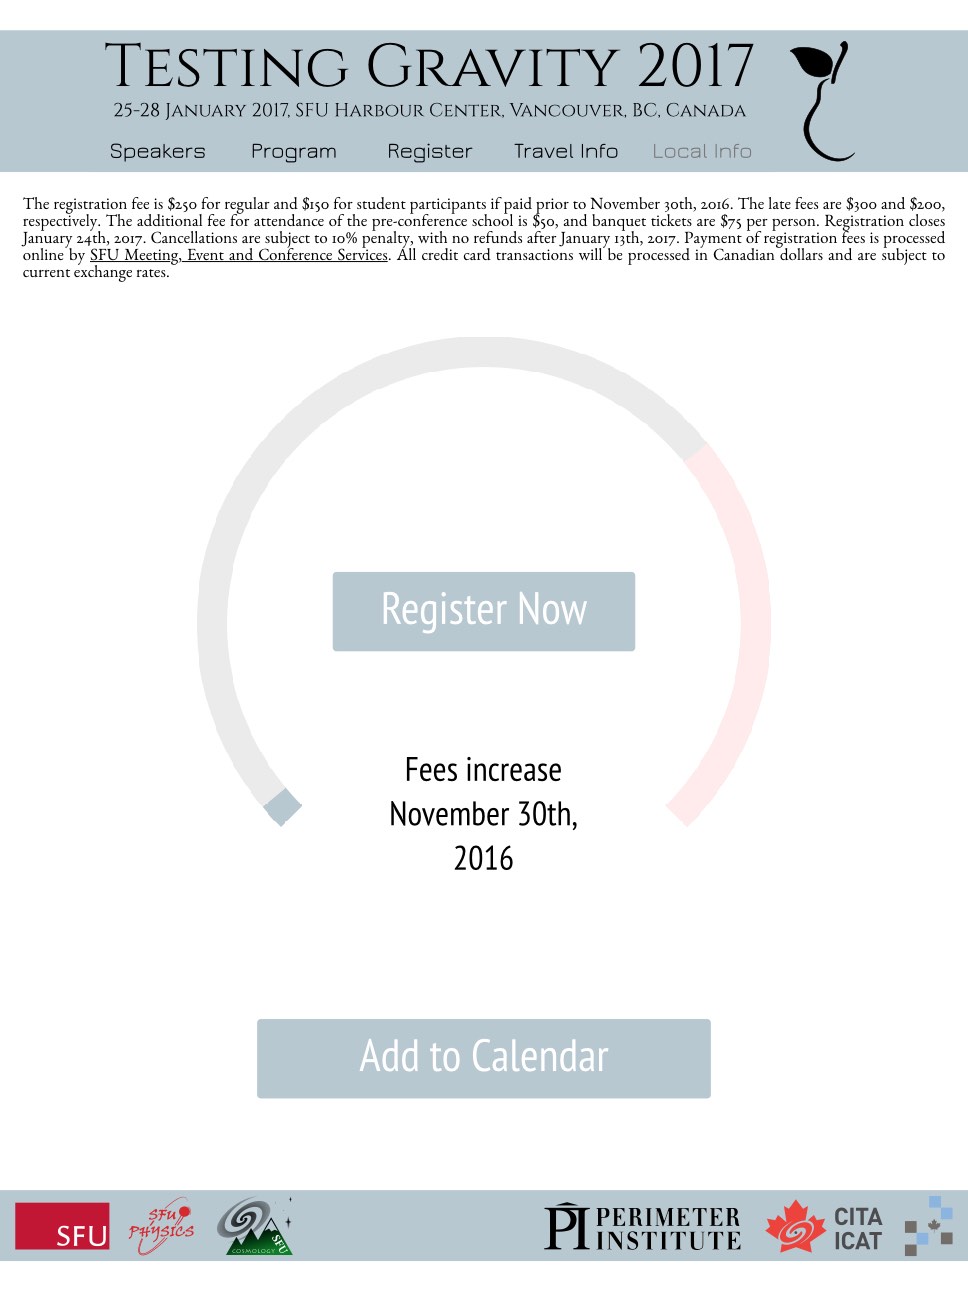 Testing Gravity 2017
25-28 January 2017, SFU Harbour Center, Vancouver, BC, Canada
Speakers Program Register Travel Info Local Info
The registration fee is $250 for regular and $150 for student participants if paid prior to November 30th, 2016. The late fees are $300 and $200,
respectively. The additional fee for attendance of the pre-conference school is $50, and banquet tickets are $75 per person. Registration closes
January 24th, 2017. Cancellations are subject to 10% penalty, with no refunds after January 13th, 2017. Payment of registration fees is processed
online by SFU Meeting, Event and Conference Services. All credit card transactions will be processed in Canadian dollars and are subject to
current exchange rates.
Register Now
Fees increase
November 30th,
2016
Add to Calendar
SFU
SFU
PHYSICS
COSMOLOGY SFU
PI PERIMETER
INSTITUTE
CITA
ICAT